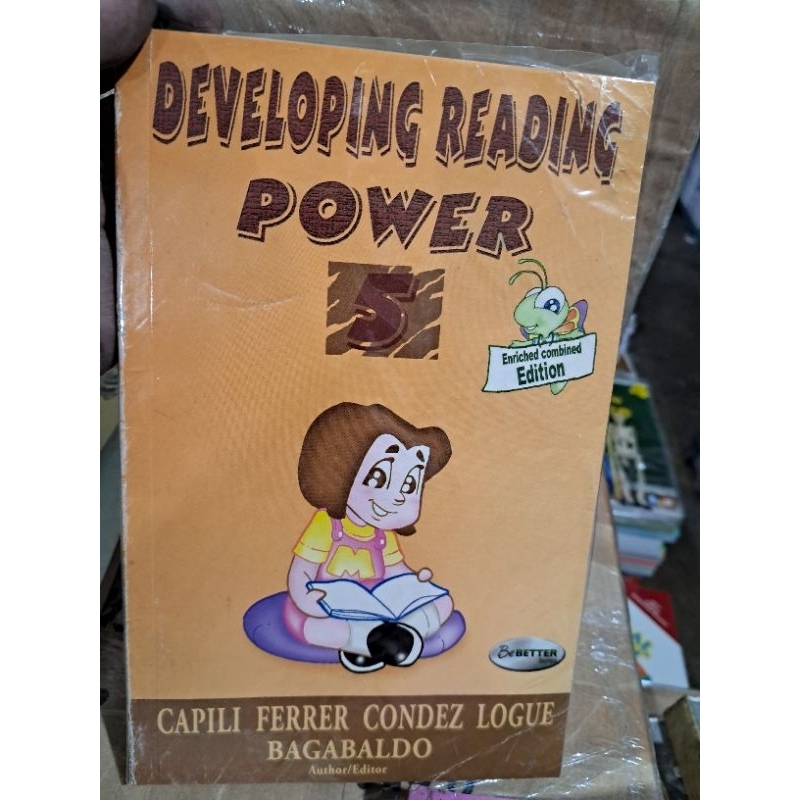 DEVELOPING READING
POWER
5
Enriched combined
Edition
M
BeBETTER
CAPILI FERRER CONDEZ LOGUE
BAGABALDO
Author/Editor